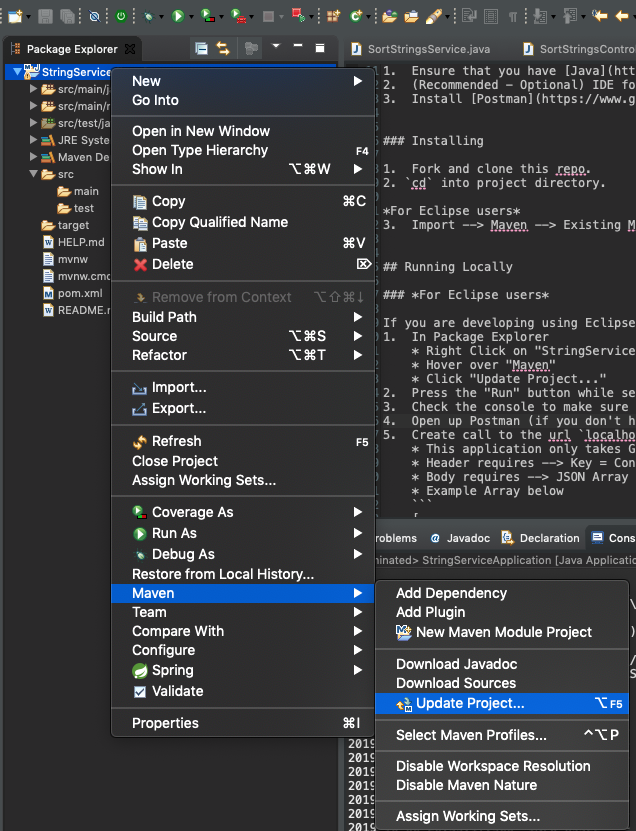 Package Explorer
SortStringsService.java
SortStringsContro
StringService
src/main/j
src/main/r
src/test/ja
JRE Syste
Maven De
src
main
test
target
HELP.md
mvnw
mvnw.cmd
pom.xml
README.r
1. Ensure that you have [Java](htt
2. (Recommended - Optional) IDE fo
3. Install [Postman](https://www.g
### Installing
1. Fork and clone this repo.
2. `cd` into project directory.
*For Eclipse users*
3. Import --> Maven --> Existing M
## Running Locally
### *For Eclipse users*
If you are developing using Eclipse
1. In Package Explorer
* Right Click on "StringService
* Hover over "Maven"
* Click "Update Project..."
2. Press the "Run" button while se
3. Check the console to make sure
4. Open up Postman (if you don't h
5. Create call to the url `localho
* This application only takes G
* Header requires --> Key = Con
* Body requires --> JSON Array
* Example Array below
```
[
New
Go Into
Open in New Window
Open Type Hierarchy F4
Show In ⌥⌘W
Copy ⌘C
Copy Qualified Name
Paste ⌘V
Delete ⌦
Remove from Context ⌥⇧⌘↓
Build Path
Source ⌥⌘S
Refactor ⌥⌘T
Import...
Export...
Refresh F5
Close Project
Assign Working Sets...
Coverage As
Run As
Debug As
Restore from Local History...
Maven
Team
Compare With
Configure
Spring
Validate
Properties ⌘I
roblems
@ Javadoc
Declaration
Cons
minated> StringServiceApplication [Java Applicatio
Add Dependency
Add Plugin
New Maven Module Project
Download Javadoc
Download Sources
Update Project... ⌥F5
Select Maven Profiles... ^⌥P
Disable Workspace Resolution
Disable Maven Nature
Assign Working Sets...
2019
2019
2019
2019
2019
2019
2019